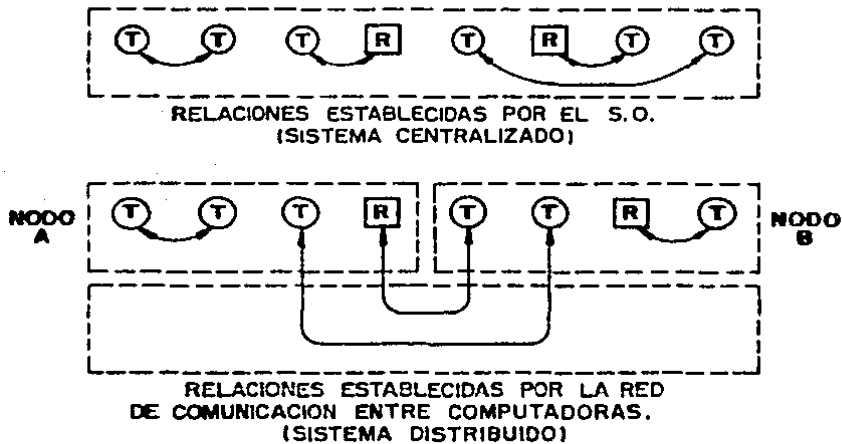 T T T R T R T T
RELACIONES ESTABLECIDAS POR EL S.O.
(SISTEMA CENTRALIZADO)
NODO
A
T T T R T T R T
NODO
B
RELACIONES ESTABLECIDAS POR LA RED
DE COMUNICACION ENTRE COMPUTADORAS.
(SISTEMA DISTRIBUIDO)